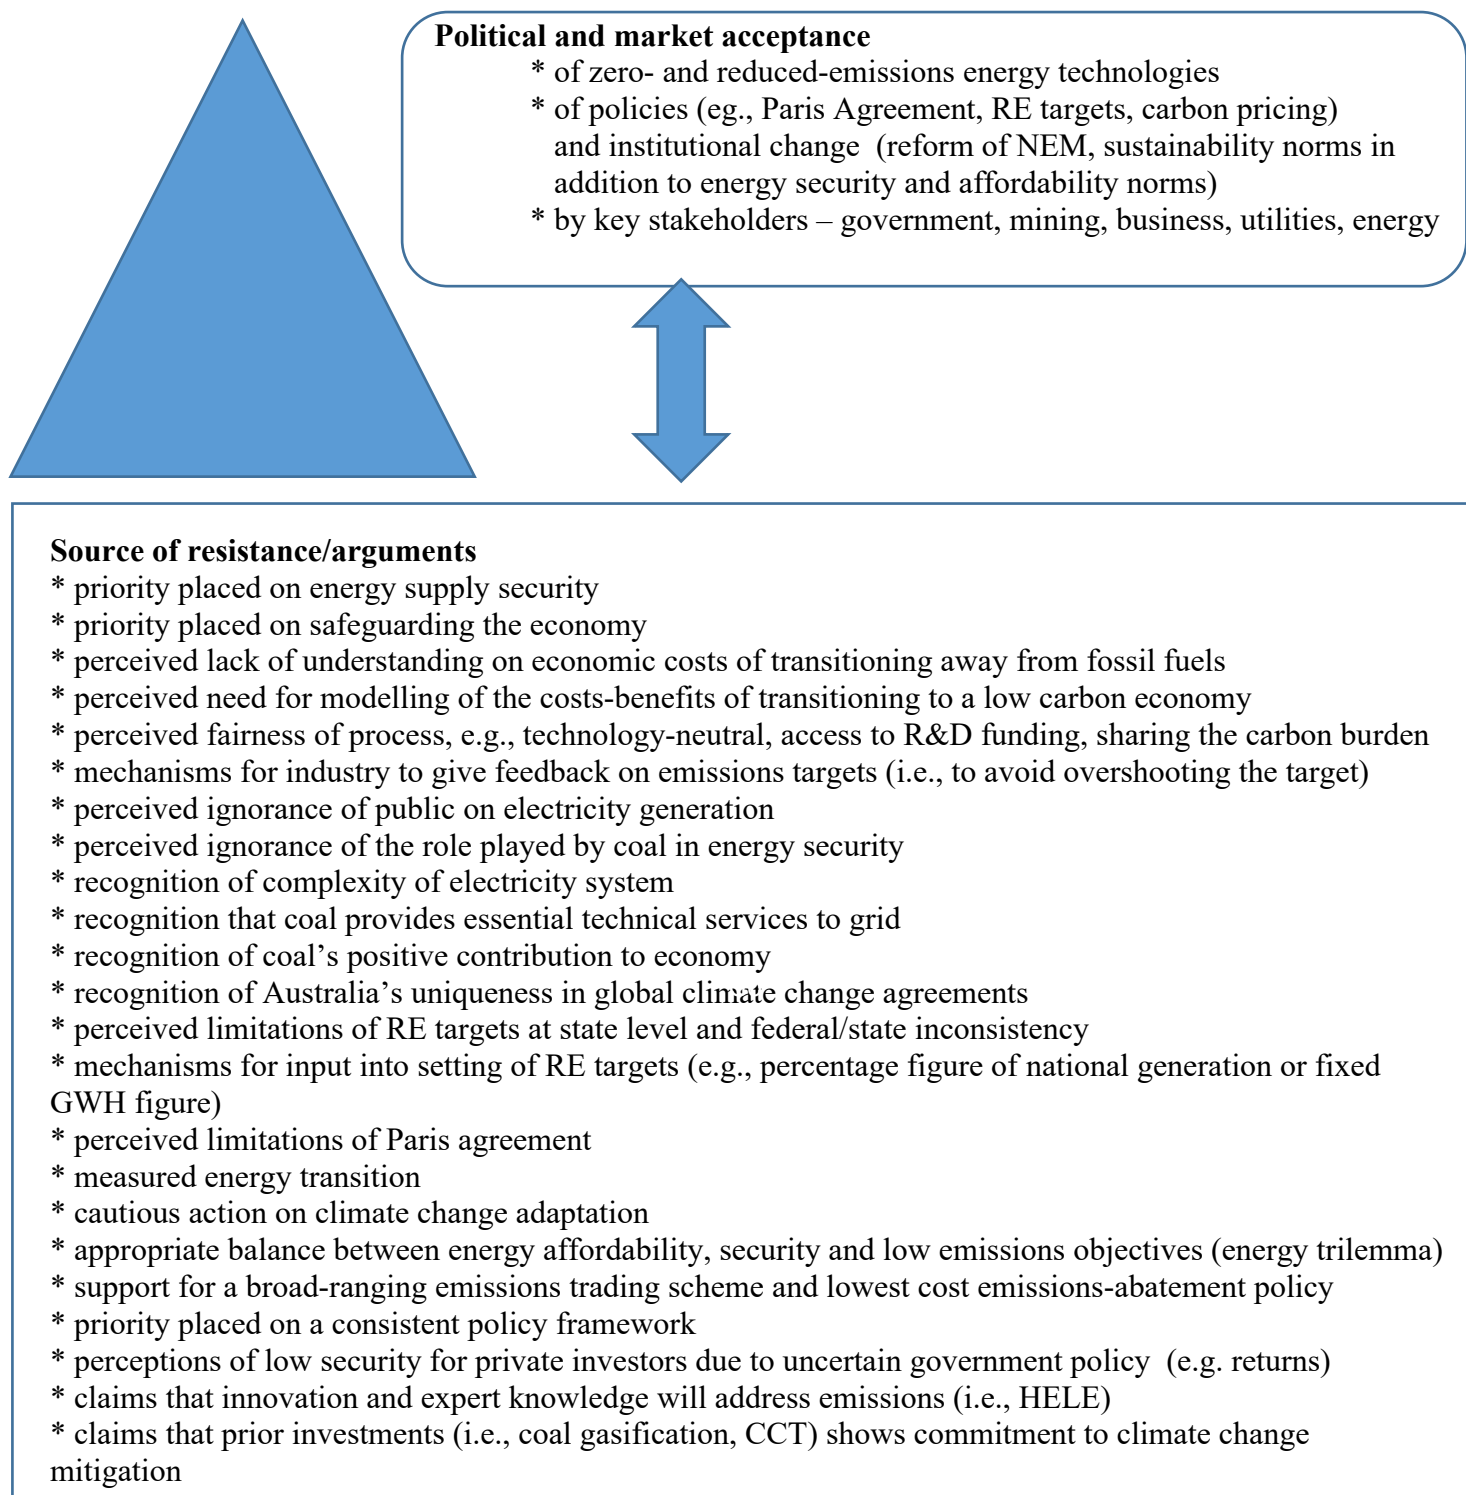 Political and market acceptance
* of zero- and reduced-emissions energy technologies
* of policies (eg., Paris Agreement, RE targets, carbon pricing)
and institutional change (reform of NEM, sustainability norms in
addition to energy security and affordability norms)
* by key stakeholders – government, mining, business, utilities, energy
Source of resistance/arguments
* priority placed on energy supply security
* priority placed on safeguarding the economy
* perceived lack of understanding on economic costs of transitioning away from fossil fuels
* perceived need for modelling of the costs-benefits of transitioning to a low carbon economy
* perceived fairness of process, e.g., technology-neutral, access to R&D funding, sharing the carbon burden
* mechanisms for industry to give feedback on emissions targets (i.e., to avoid overshooting the target)
* perceived ignorance of public on electricity generation
* perceived ignorance of the role played by coal in energy security
* recognition of complexity of electricity system
* recognition that coal provides essential technical services to grid
* recognition of coal’s positive contribution to economy
* recognition of Australia’s uniqueness in global climate change agreements
* perceived limitations of RE targets at state level and federal/state inconsistency
* mechanisms for input into setting of RE targets (e.g., percentage figure of national generation or fixed
GWH figure)
* perceived limitations of Paris agreement
* measured energy transition
* cautious action on climate change adaptation
* appropriate balance between energy affordability, security and low emissions objectives (energy trilemma)
* support for a broad-ranging emissions trading scheme and lowest cost emissions-abatement policy
* priority placed on a consistent policy framework
* perceptions of low security for private investors due to uncertain government policy (e.g. returns)
* claims that innovation and expert knowledge will address emissions (i.e., HELE)
* claims that prior investments (i.e., coal gasification, CCT) shows commitment to climate change
mitigation